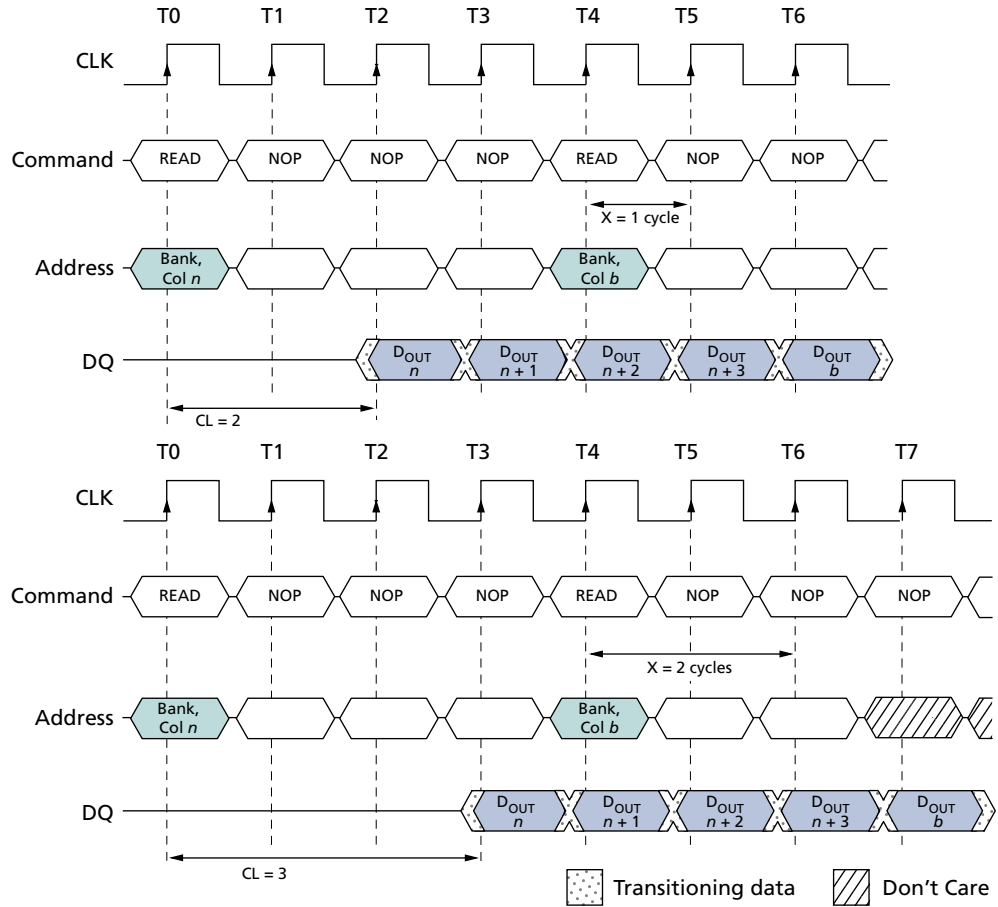 T0 T1 T2 T3 T4 T5 T6
CLK
Command READ NOP NOP NOP READ NOP NOP
X = 1 cycle
Address Bank, Col n Bank, Col b
DQ DOUT n DOUT n + 1 DOUT n + 2 DOUT n + 3 DOUT b
CL = 2
T0 T1 T2 T3 T4 T5 T6 T7
CLK
Command READ NOP NOP NOP READ NOP NOP NOP
X = 2 cycles
Address Bank, Col n Bank, Col b
DQ DOUT n DOUT n + 1 DOUT n + 2 DOUT n + 3 DOUT b
CL = 3
Transitioning data Don't Care